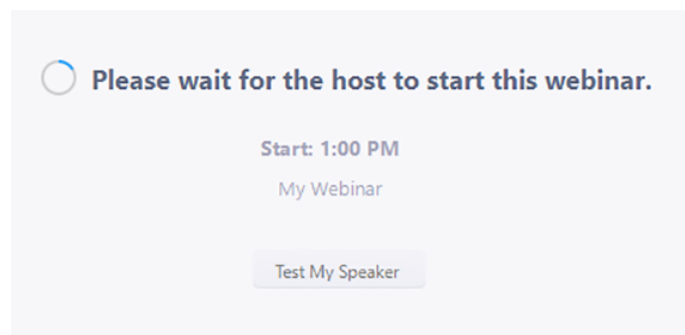 Please wait for the host to start this webinar.
Start: 1:00 PM
My Webinar
Test My Speaker